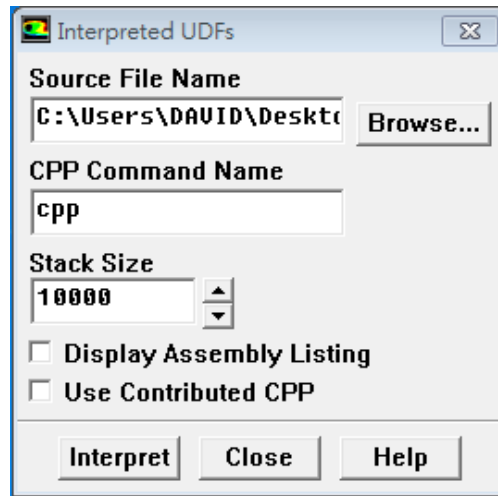 Interpreted UDFs
Source File Name
C:\Users\DAVID\Deskto
Browse...
CPP Command Name
cpp
Stack Size
10000
Display Assembly Listing
Use Contributed CPP
Interpret Close Help